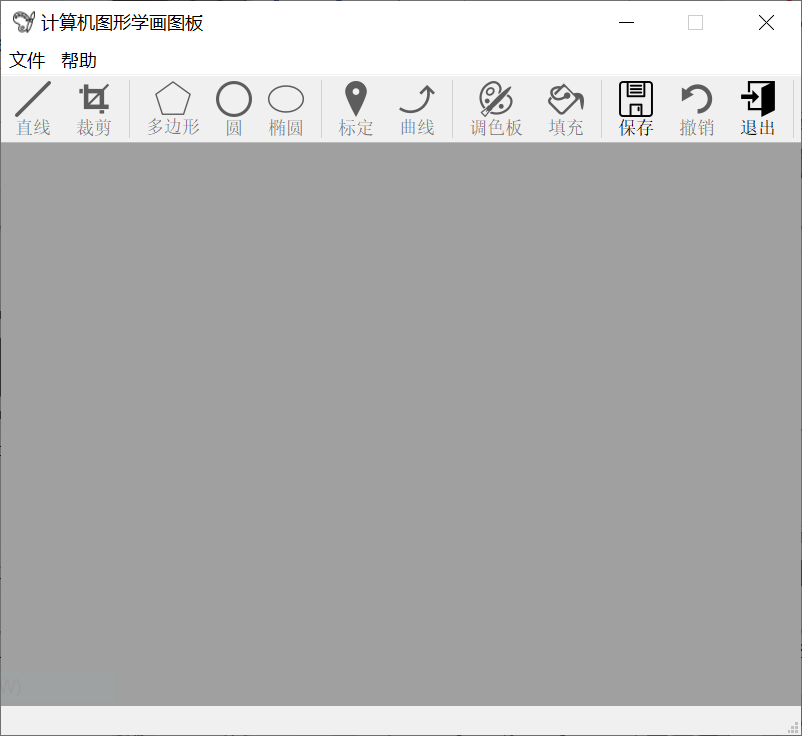 计算机图形学画图板
文件 帮助
直线 裁剪 多边形 圆 椭圆 标定 曲线 调色板 填充 保存 撤销 退出
W)